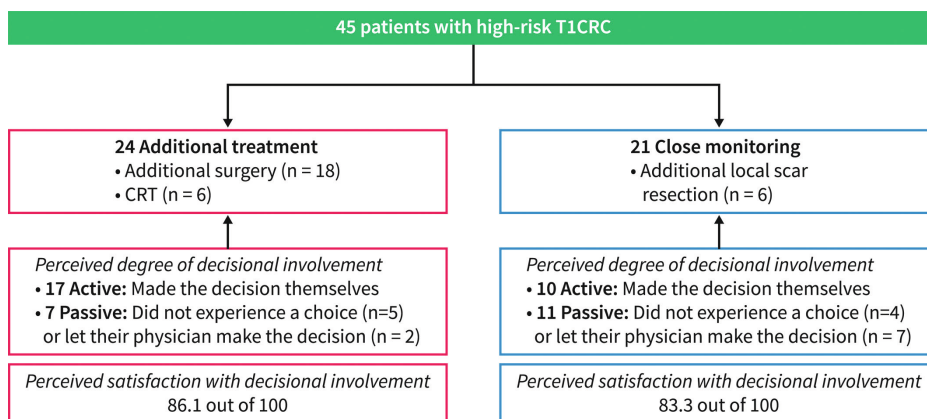 45 patients with high-risk T1CRC
24 Additional treatment
• Additional surgery (n = 18)
• CRT (n = 6)
21 Close monitoring
• Additional local scar
resection (n = 6)
Perceived degree of decisional involvement
• 17 Active: Made the decision themselves
• 7 Passive: Did not experience a choice (n=5)
or let their physician make the decision (n = 2)
Perceived degree of decisional involvement
• 10 Active: Made the decision themselves
• 11 Passive: Did not experience a choice (n=4)
or let their physician make the decision (n = 7)
Perceived satisfaction with decisional involvement
86.1 out of 100
Perceived satisfaction with decisional involvement
83.3 out of 100